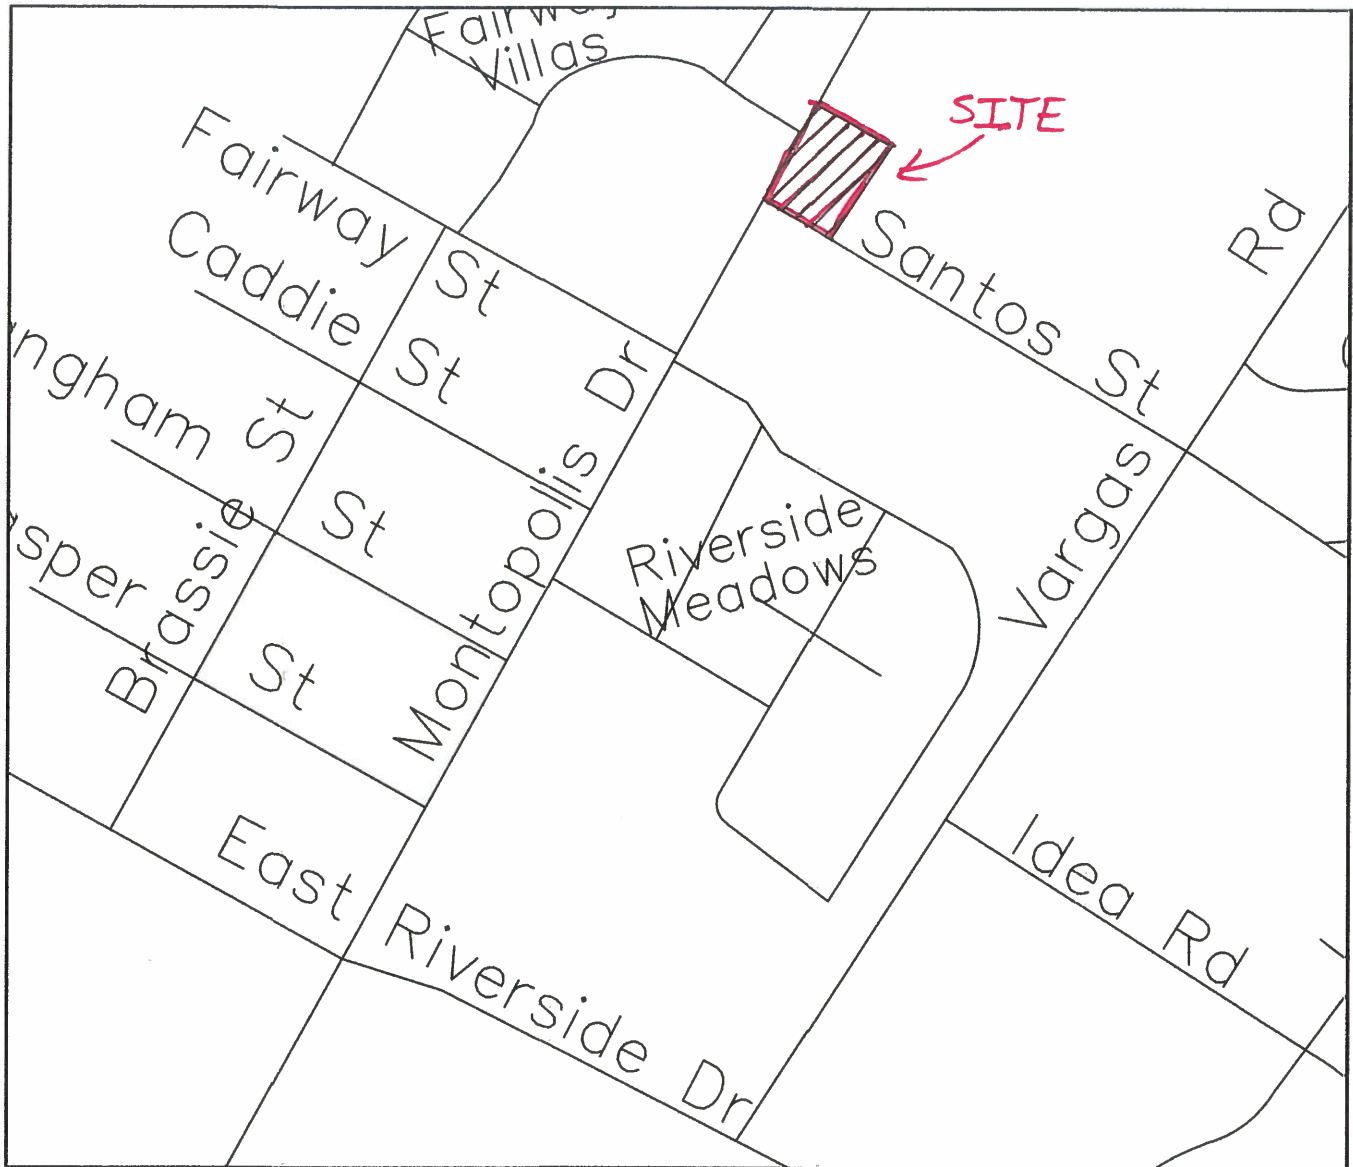 Fairway
Villas
SITE
Fairway St
Caddie St
Santos St
Vargas Rd
ngham St
sper St
Brassie St
Montopolis Dr
Riverside
Meadows
Idea Rd
East Riverside Dr